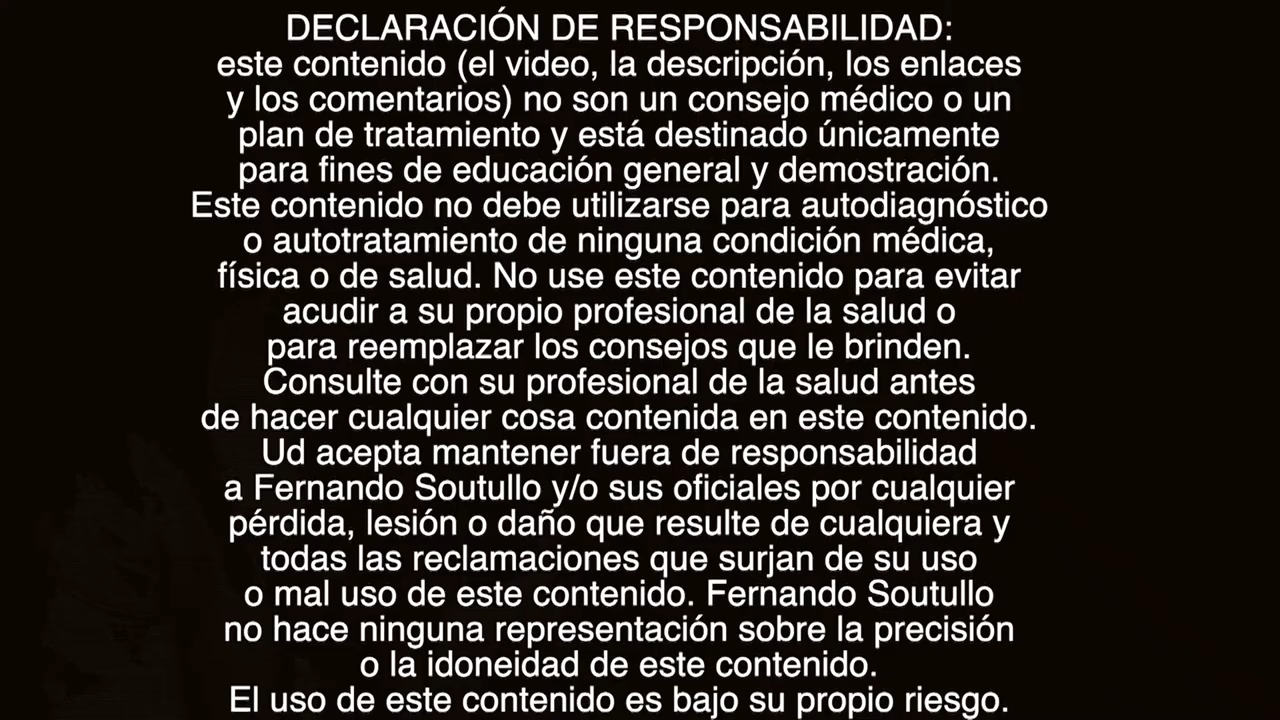 DECLARACIÓN DE RESPONSABILIDAD:
este contenido (el video, la descripción, los enlaces
y los comentarios) no son un consejo médico o un
plan de tratamiento y está destinado únicamente
para fines de educación general y demostración.
Este contenido no debe utilizarse para autodiagnóstico
o autotratamiento de ninguna condición médica,
física o de salud. No use este contenido para evitar
acudir a su propio profesional de la salud o
para reemplazar los consejos que le brinden.
Consulte con su profesional de la salud antes
de hacer cualquier cosa contenida en este contenido.
Ud acepta mantener fuera de responsabilidad
a Fernando Soutullo y/o sus oficiales por cualquier
pérdida, lesión o daño que resulte de cualquiera y
todas las reclamaciones que surjan de su uso
o mal uso de este contenido. Fernando Soutullo
no hace ninguna representación sobre la precisión
o la idoneidad de este contenido.
El uso de este contenido es bajo su propio riesgo.